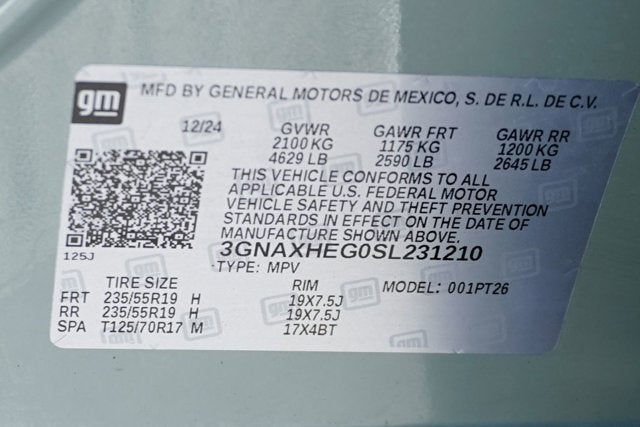 gm
MFD BY GENERAL MOTORS DE MEXICO, S. DE R.L. DE C.V.
12/24 GVWR GAWR FRT GAWR RR
2100 KG 1175 KG 1200 KG
4629 LB 2590 LB 2645 LB
THIS VEHICLE CONFORMS TO ALL
APPLICABLE U.S. FEDERAL MOTOR
VEHICLE SAFETY AND THEFT PREVENTION
STANDARDS IN EFFECT ON THE DATE OF
MANUFACTURE SHOWN ABOVE.
125J
3GNAXHEG0SL231210
TYPE: MPV
TIRE SIZE RIM MODEL: 001PT26
FRT 235/55R19 H 19X7.5J
RR 235/55R19 H 19X7.5J
SPA T125/70R17 M 17X4BT